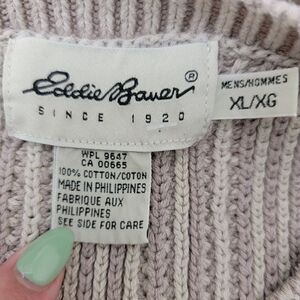 Eddie Bauer®
SINCE 1920
MENS/HOMMES
XL/XG
WPL 9647
CA 00665
100% COTTON/COTON
MADE IN PHILIPPINES
FABRIQUE AUX
PHILIPPINES
SEE SIDE FOR CARE